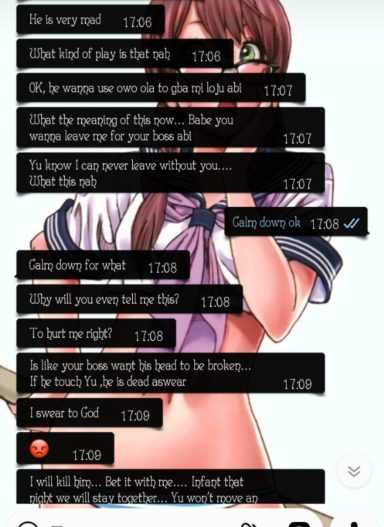 He is very mad 17:06
What kind of play is that nah 17:06
OK, he wanna use owo ola to gba mi loju abi 17:07
What the meaning of this now... Babe you
wanna leave me for your boss abi 17:07
Yu know I can never leave without you....
What this nah 17:07
Calm down ok 17:08
Calm down for what 17:08
Why will you even tell me this? 17:08
To hurt me right? 17:08
Is like your boss want his head to be broken...
If he touch Yu ,he is dead aswear 17:09
I swear to God 17:09
😡 17:09
I will kill him... Bet it with me.... Infant that
night we will stay together... Yu won't move an